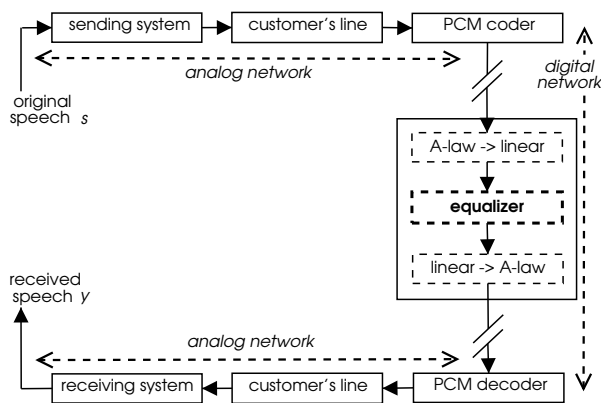 sending system
customer's line
PCM coder
analog network
digital
network
original
speech s
A-law -> linear
equalizer
linear -> A-law
received
speech y
analog network
receiving system
customer's line
PCM decoder